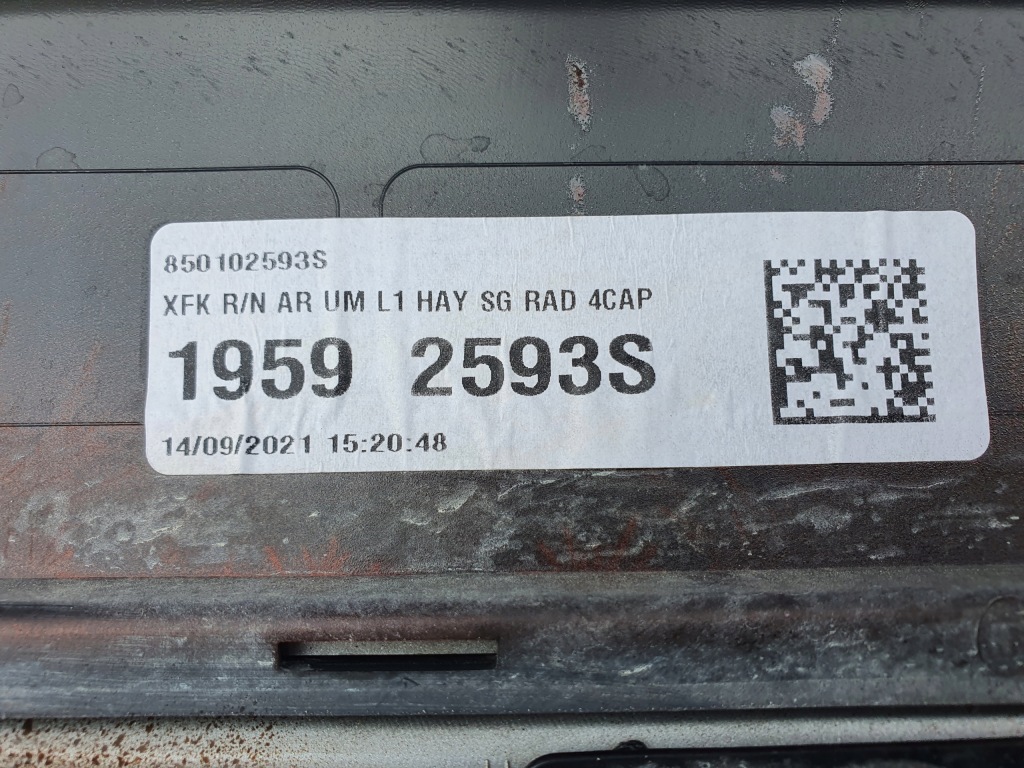 850102593S
XFK R/N AR UM L1 HAY SG RAD 4CAP
1959 2593S
14/09/2021 15:20:48